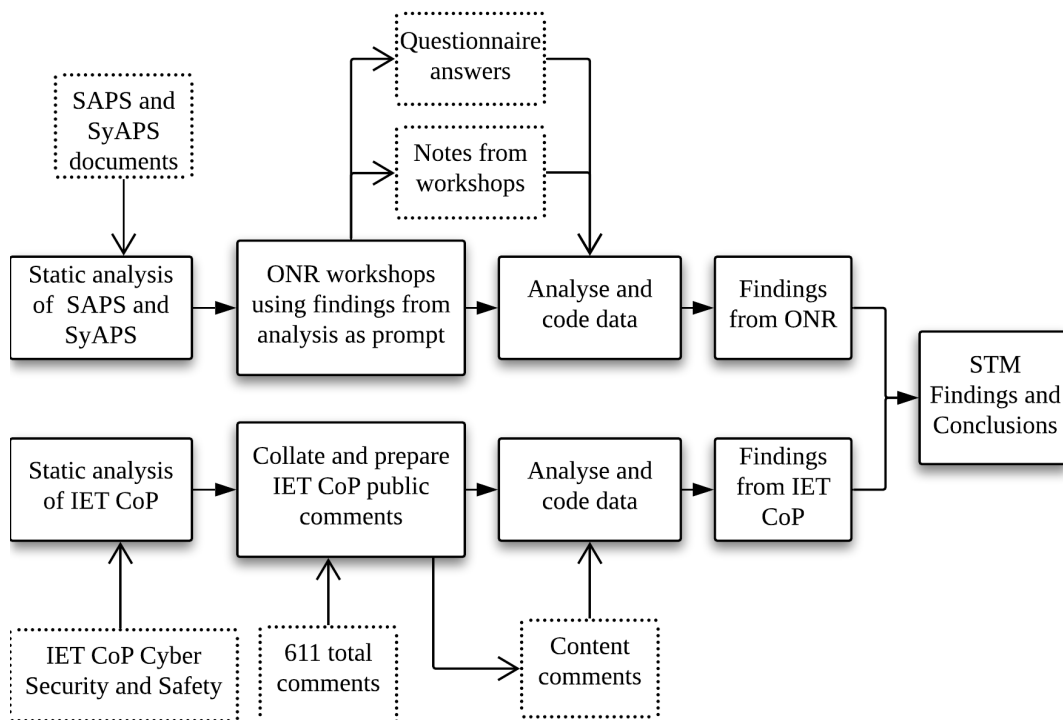 Questionnaire
answers
SAPS and
SyAPS
documents
Notes from
workshops
Static analysis
of SAPS and
SyAPS
ONR workshops
using findings from
analysis as prompt
Analyse and
code data
Findings
from ONR
STM
Findings and
Conclusions
Static analysis
of IET CoP
Collate and prepare
IET CoP public
comments
Analyse and
code data
Findings
from IET
CoP
IET CoP Cyber
Security and Safety
611 total
comments
Content
comments